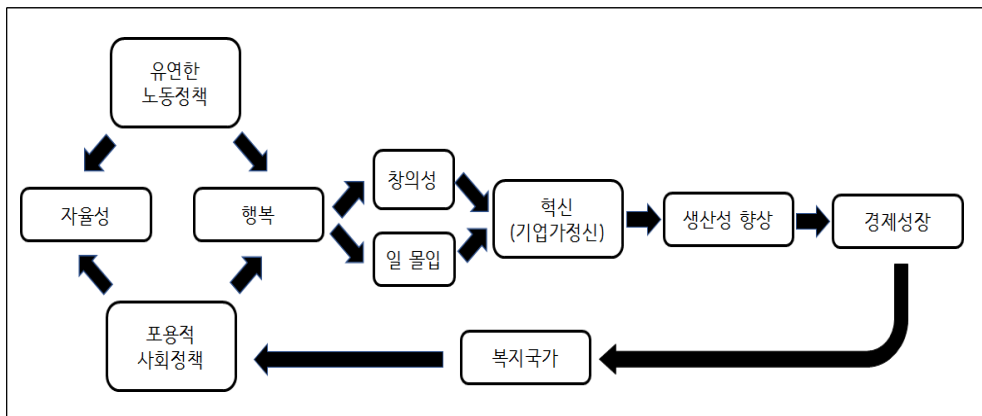 유연한
노동정책
자율성
행복
창의성
일 몰입
혁신
(기업가정신)
생산성 향상
경제성장
포용적
사회정책
복지국가